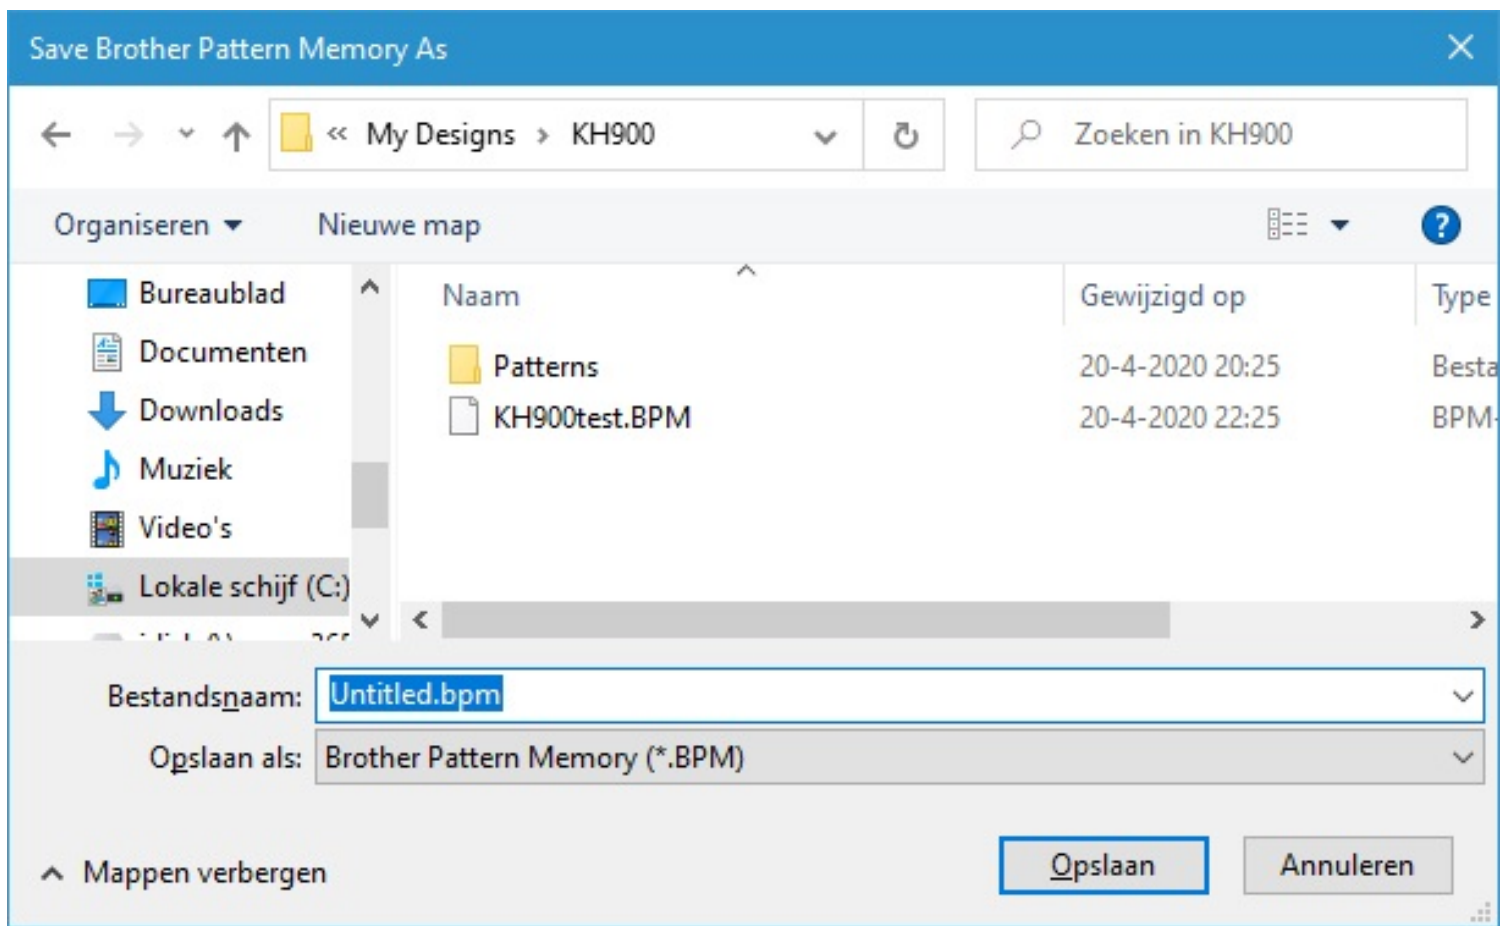 Save Brother Pattern Memory As
« My Designs › KH900 Zoeken in KH900
Organiseren Nieuwe map ?
Bureaublad
Documenten
Downloads
Muziek
Video's
Lokale schijf (C:)
Naam Gewijzigd op Type
Patterns 20-4-2020 20:25 Besta
KH900test.BPM 20-4-2020 22:25 BPM-
Bestandsnaam: Untitled.bpm
Opslaan als: Brother Pattern Memory (*.BPM)
Mappen verbergen Opslaan Annuleren